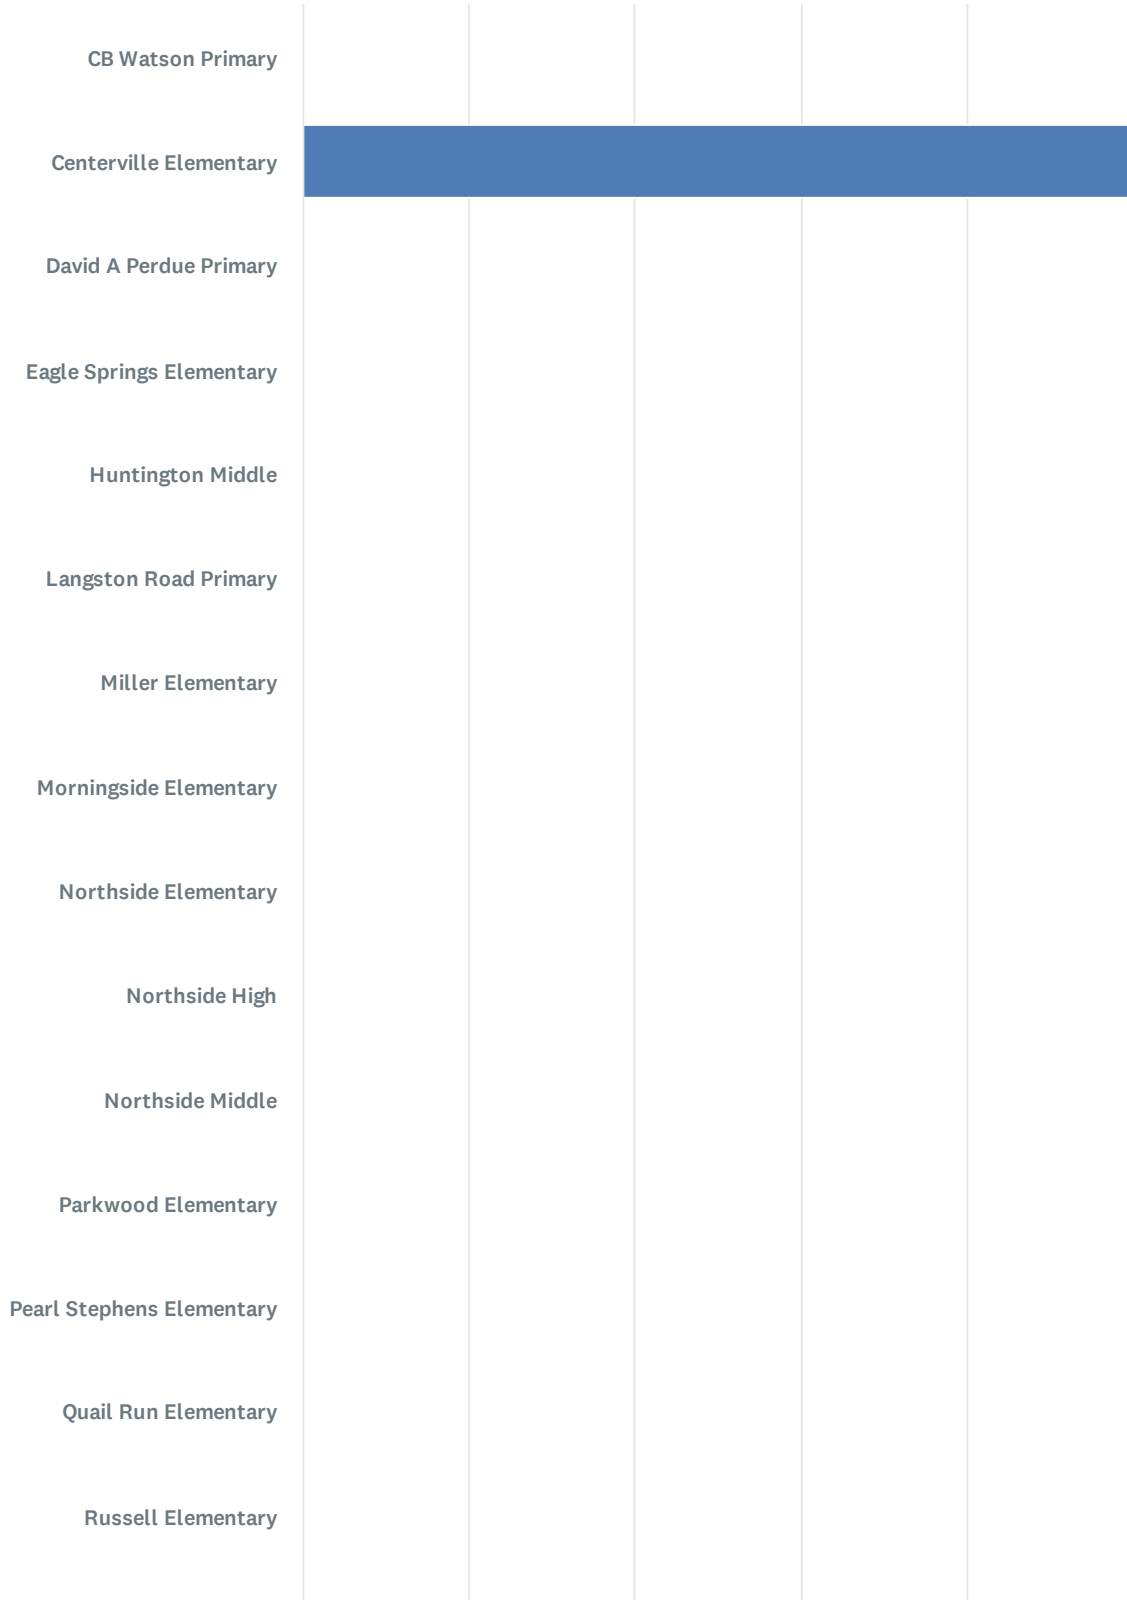 CB Watson Primary
Centerville Elementary
David A Perdue Primary
Eagle Springs Elementary
Huntington Middle
Langston Road Primary
Miller Elementary
Morningside Elementary
Northside Elementary
Northside High
Northside Middle
Parkwood Elementary
Pearl Stephens Elementary
Quail Run Elementary
Russell Elementary